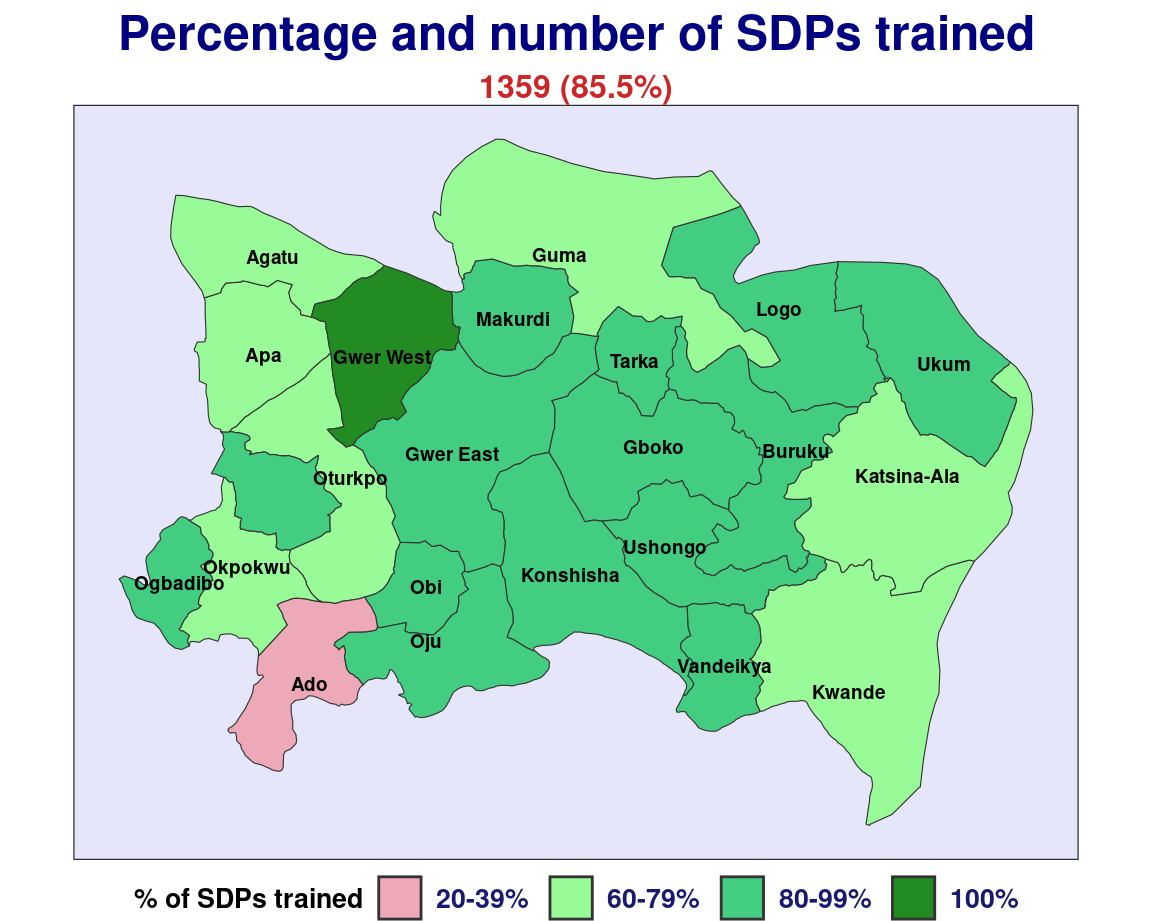 Percentage and number of SDPs trained
1359 (85.5%)
Agatu
Guma
Logo
Makurdi
Apa
Gwer West
Tarka
Ukum
Gwer East
Gboko
Buruku
Oturkpo
Katsina-Ala
Ushongo
Okpokwu
Ogbadibo
Obi
Konshisha
Oju
Vandeikya
Ado
Kwande
% of SDPs trained 20-39% 60-79% 80-99% 100%